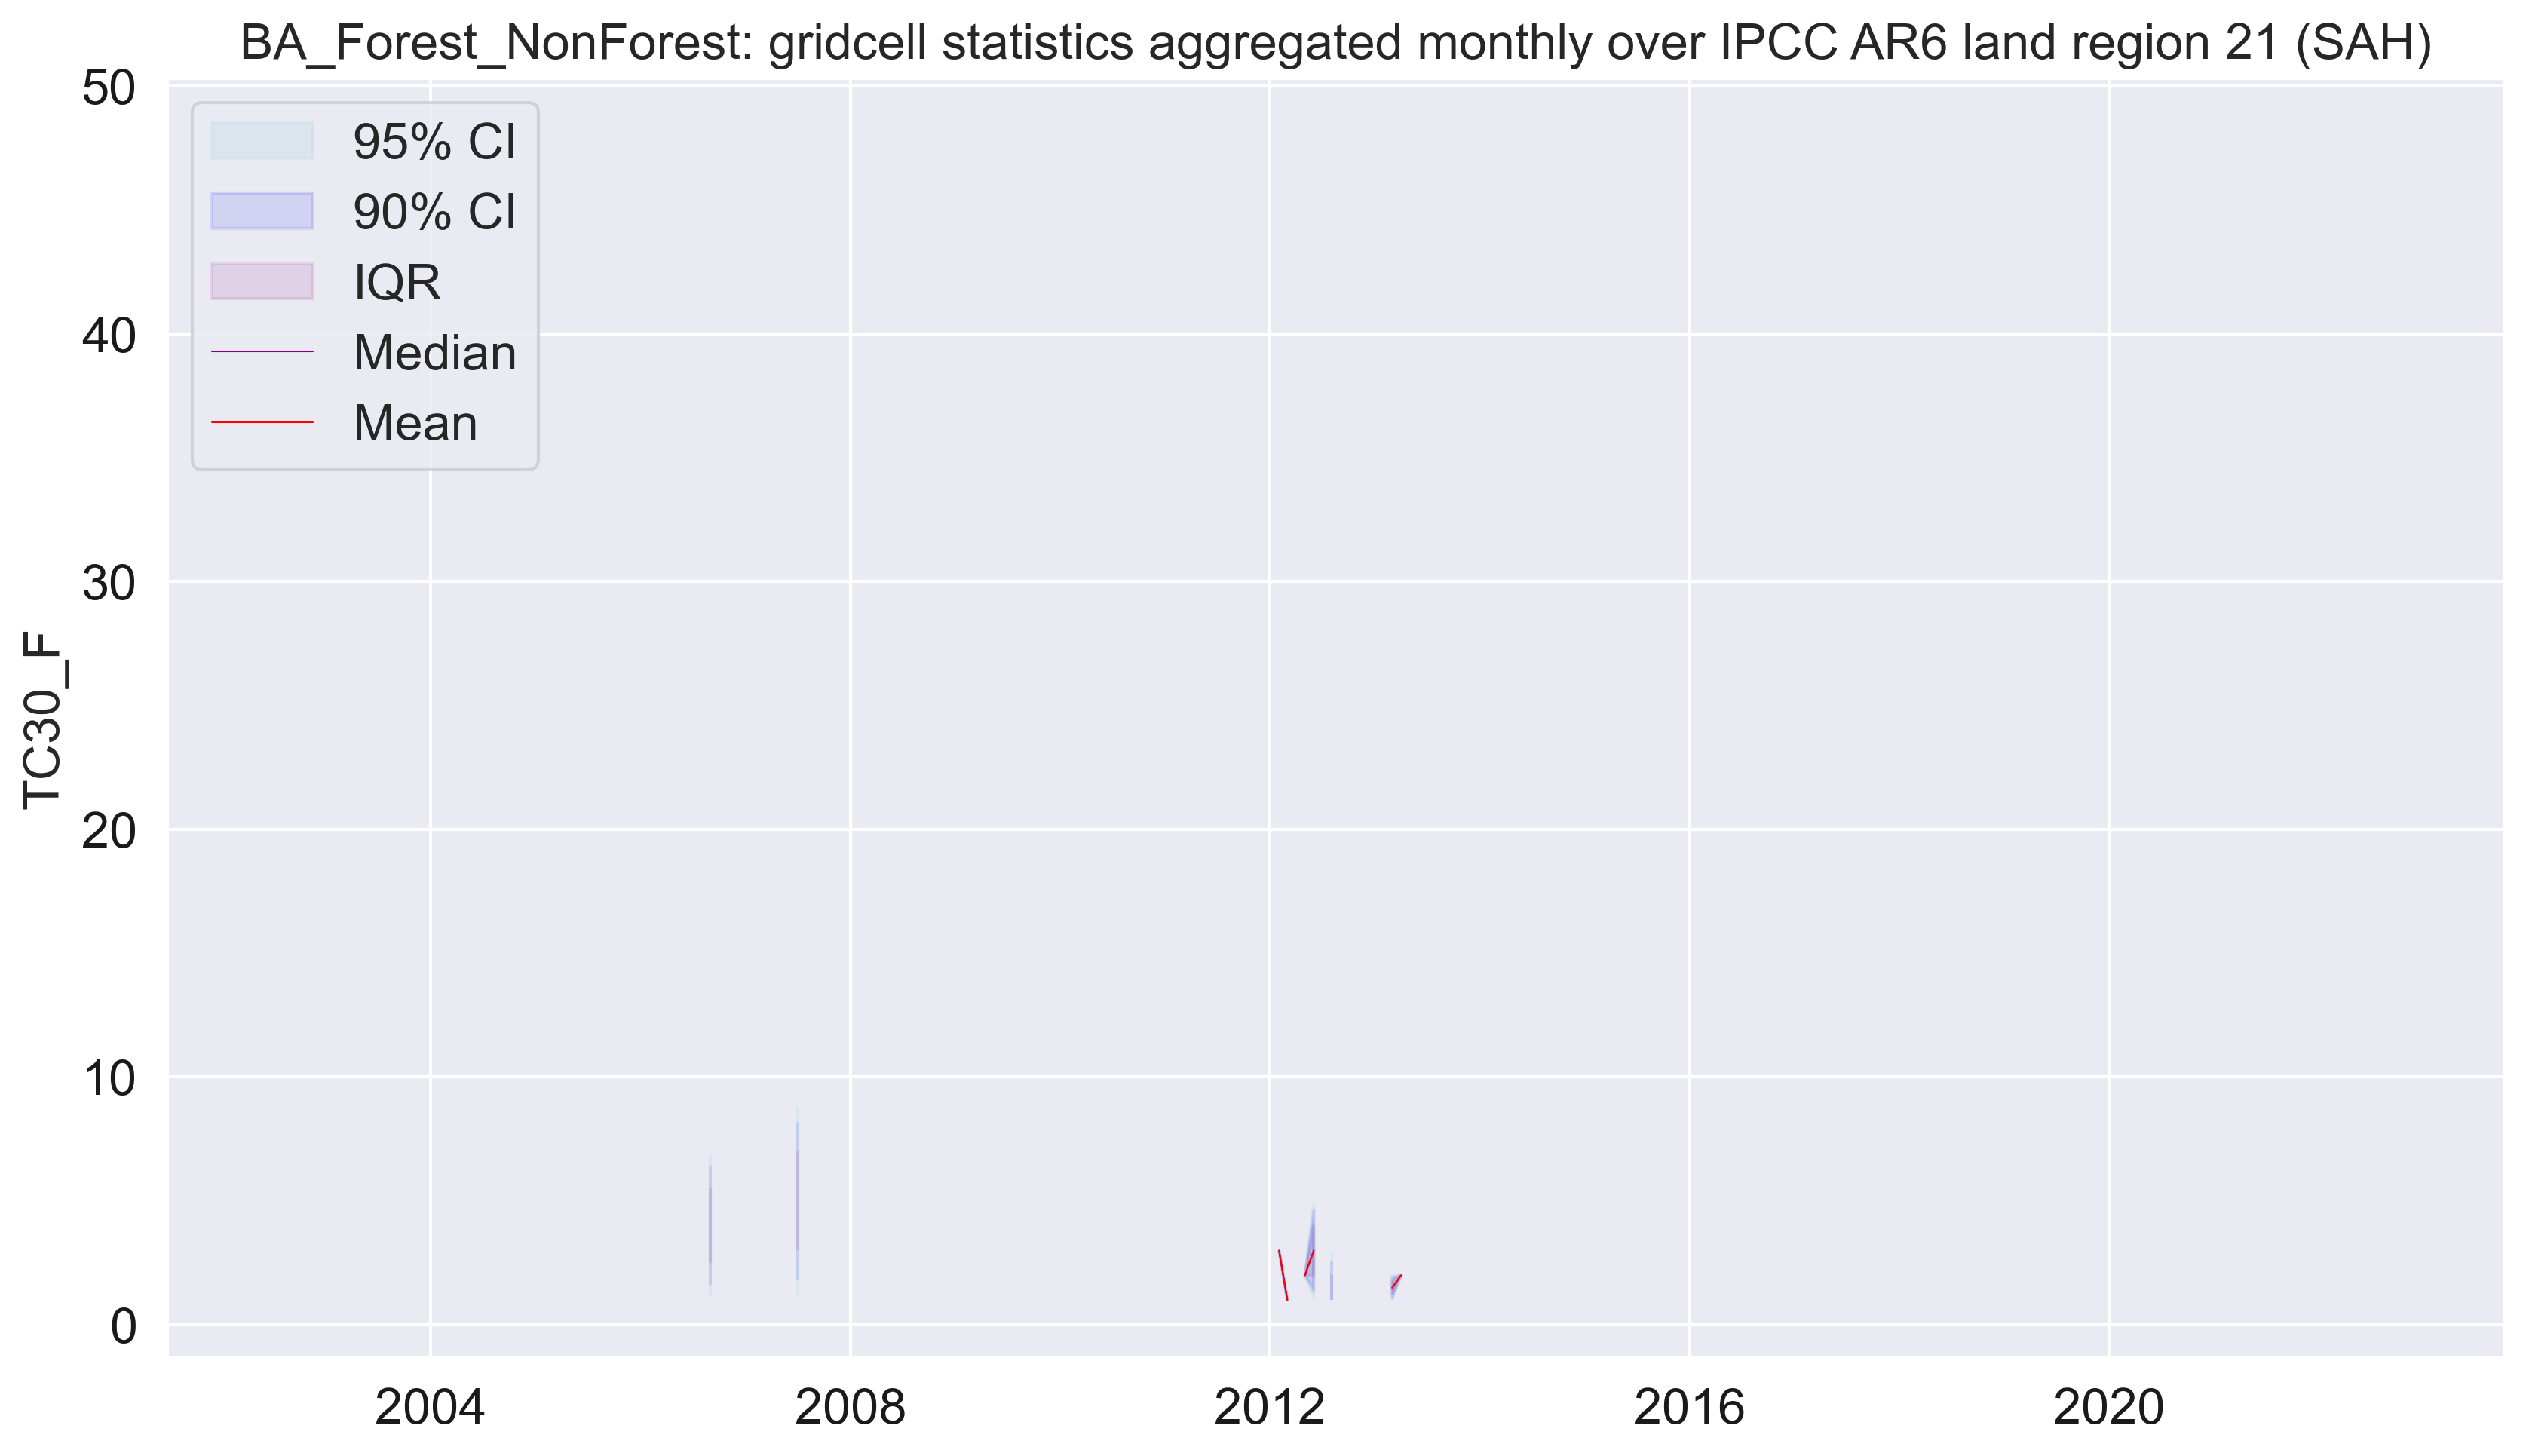 BA_Forest_NonForest: gridcell statistics aggregated monthly over IPCC AR6 land region 21 (SAH)
50
40
30
20
10
0
TC30_F
95% CI
90% CI
IQR
Median
Mean
2004
2008
2012
2016
2020